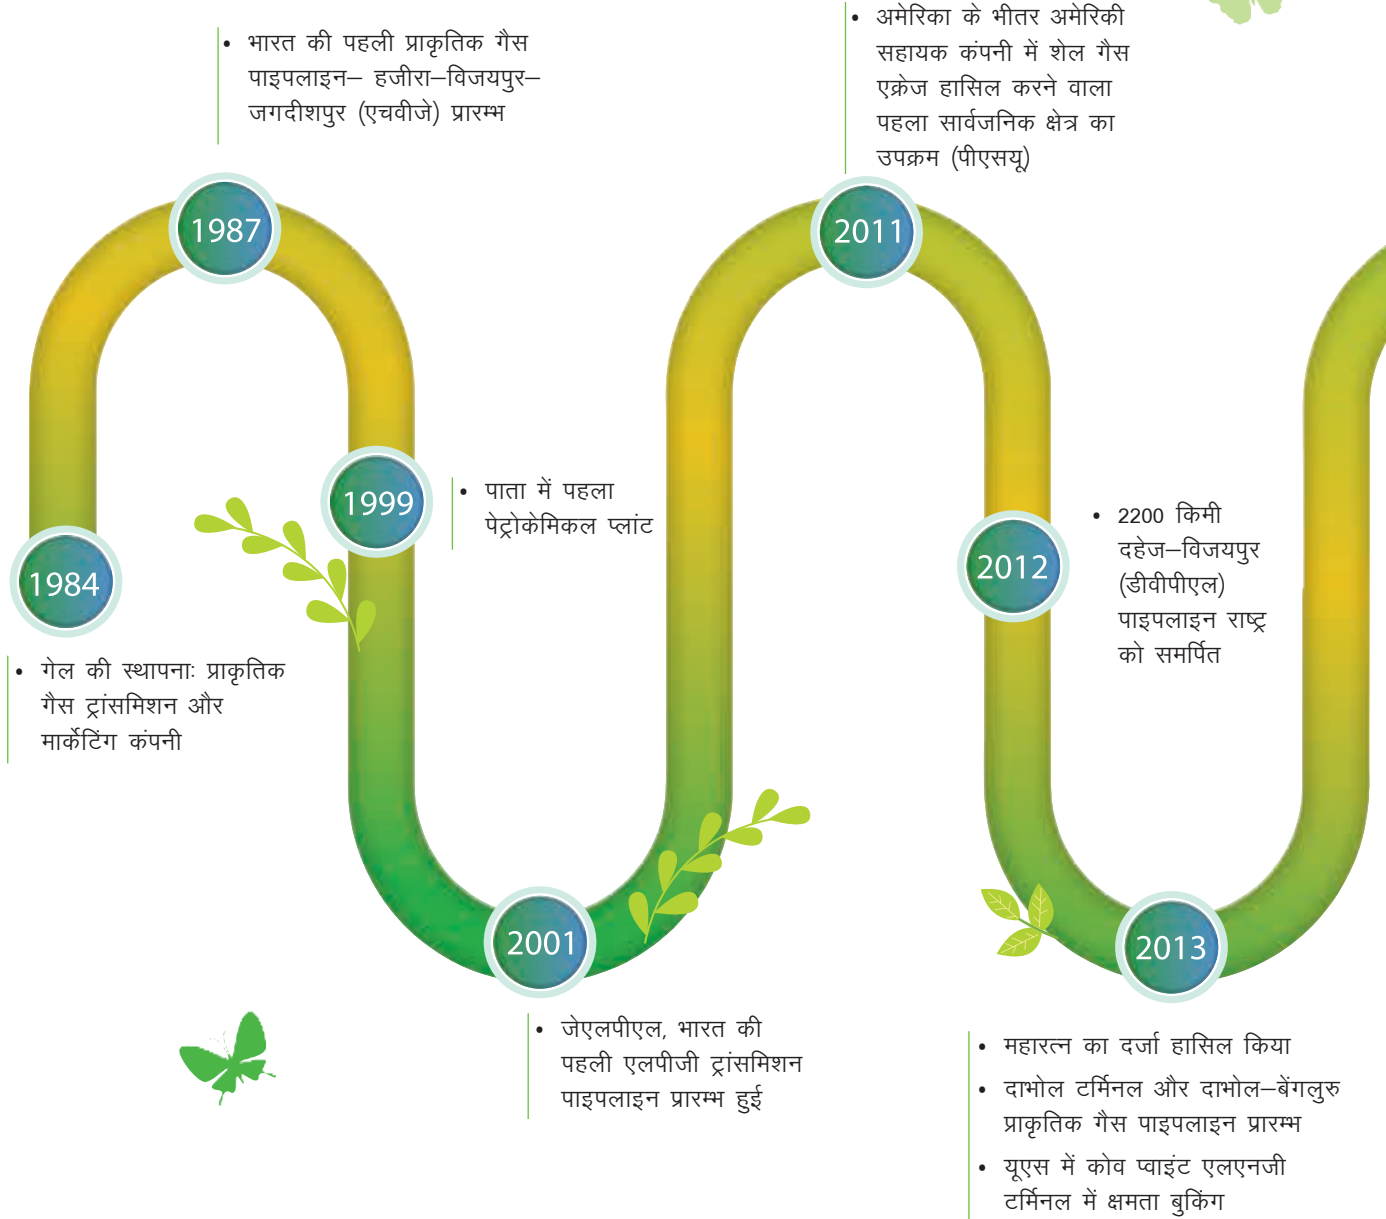 • भारत की पहली प्राकृतिक गैस
पाइपलाइन– हजीरा–विजयपुर–
जगदीशपुर (एचवीजे) प्रारम्भ
1987
1984
• गेल की स्थापनाः प्राकृतिक
गैस ट्रांसमिशन और
मार्केटिंग कंपनी
1999
• पाता में पहला
पेट्रोकेमिकल प्लांट
2001
• जेएलपीएल, भारत की
पहली एलपीजी ट्रांसमिशन
पाइपलाइन प्रारम्भ हुई
• अमेरिका के भीतर अमेरिकी
सहायक कंपनी में शेल गैस
एक्रेज हासिल करने वाला
पहला सार्वजनिक क्षेत्र का
उपक्रम (पीएसयू)
2011
2012
• 2200 किमी
दहेज–विजयपुर
(डीवीपीएल)
पाइपलाइन राष्ट्र
को समर्पित
2013
• महारत्न का दर्जा हासिल किया
• दाभोल टर्मिनल और दाभोल–बेंगलुरु
प्राकृतिक गैस पाइपलाइन प्रारम्भ
• यूएस में कोव प्वाइंट एलएनजी
टर्मिनल में क्षमता बुकिंग